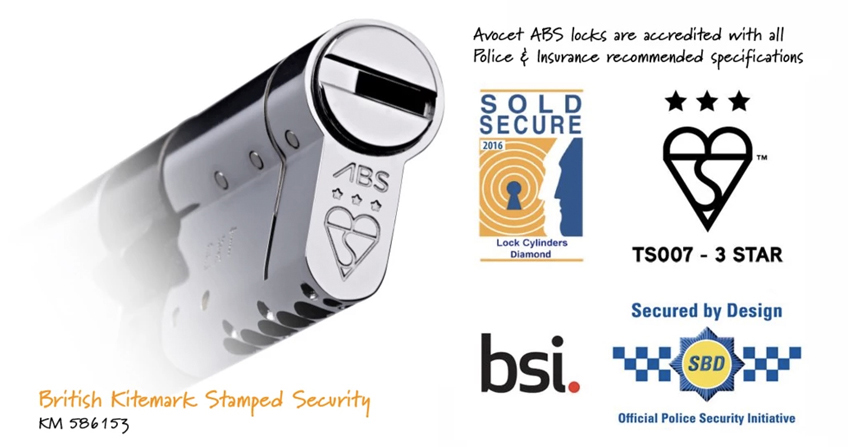 Avocet ABS locks are accredited with all
Police & Insurance recommended specifications
SOLD
SECURE
2016
Lock Cylinders
Diamond
TM
TS007 - 3 STAR
ABS
bsi.
Secured by Design
SBD
Official Police Security Initiative
British Kitemark Stamped Security
KM 586153